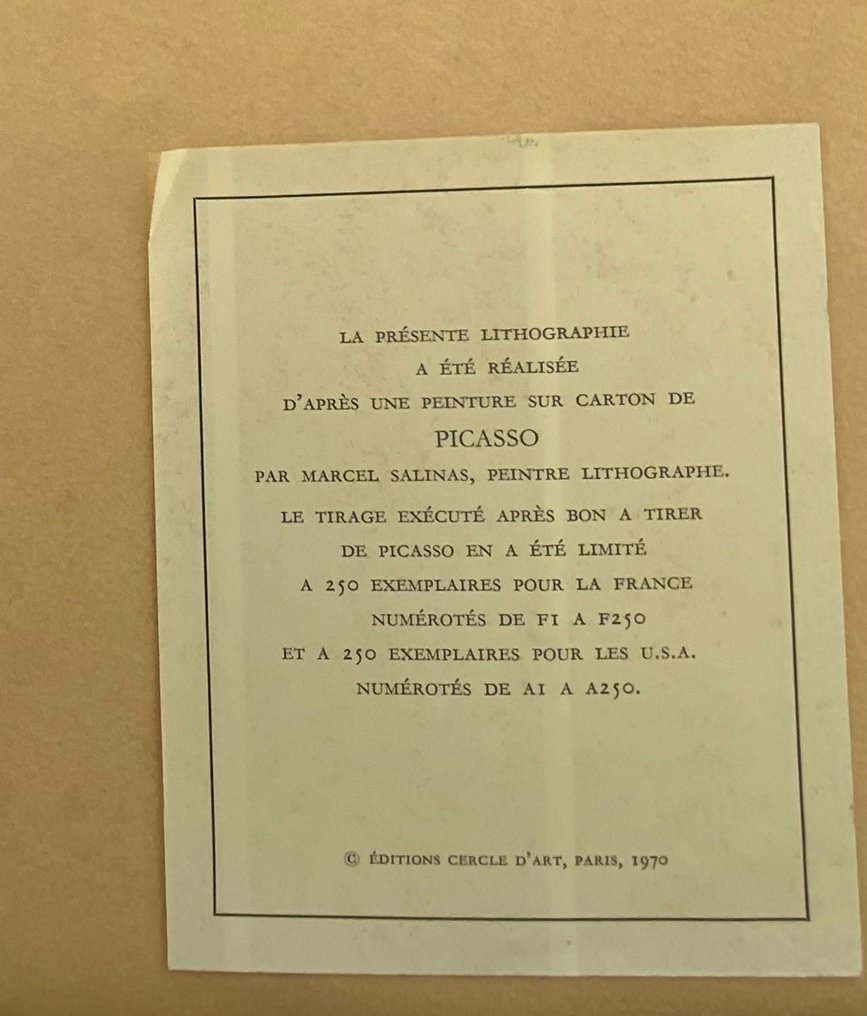 LA PRÉSENTE LITHOGRAPHIE
A ÉTÉ RÉALISÉE
D'APRÈS UNE PEINTURE SUR CARTON DE
PICASSO
PAR MARCEL SALINAS, PEINTRE LITHOGRAPHE.
LE TIRAGE EXÉCUTÉ APRÈS BON A TIRER
DE PICASSO EN A ÉTÉ LIMITÉ
A 250 EXEMPLAIRES POUR LA FRANCE
NUMÉROTÉS DE F1 A F250
ET A 250 EXEMPLAIRES POUR LES U.S.A.
NUMÉROTÉS DE A1 A A250.
© ÉDITIONS CERCLE D'ART, PARIS, 1970